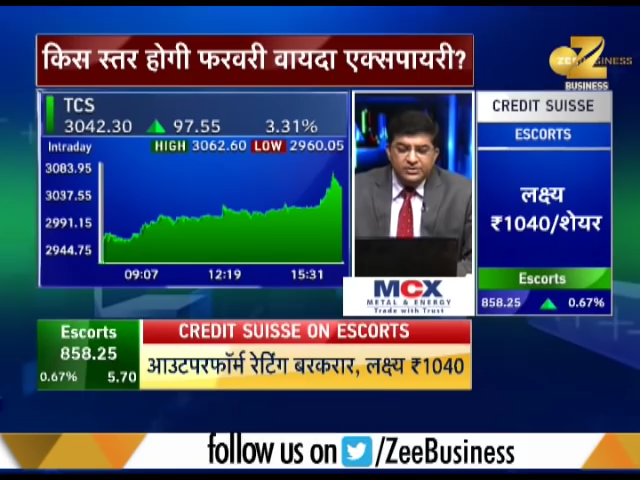 किस स्तर होगी फरवरी वायदा एक्सपायरी?
ZEE BUSINESS
BUSINESS
TCS
3042.30 97.55 3.31%
Intraday HIGH 3062.60 LOW 2960.05
3083.95
3037.55
2991.15
2944.75
09:07 12:19 15:31
MCX
METAL & ENERGY
Trade with Trust
CREDIT SUISSE
ESCORTS
लक्ष्य
₹1040/शेयर
Escorts
858.25 0.67%
Escorts
858.25
0.67% 5.70
CREDIT SUISSE ON ESCORTS
आउटपरफॉर्म रेटिंग बरकरार, लक्ष्य ₹1040
follow us on /ZeeBusiness